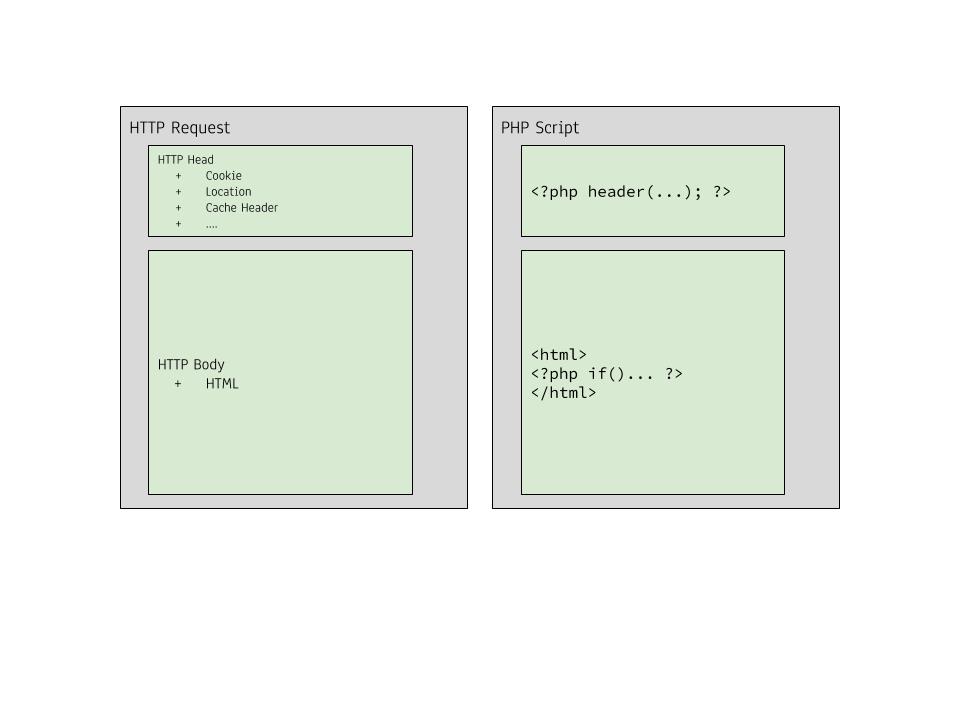 HTTP Request
HTTP Head
+ Cookie
+ Location
+ Cache Header
+ ....
HTTP Body
+ HTML
PHP Script
<?php header(...); ?>
<html>
<?php if()... ?>
</html>